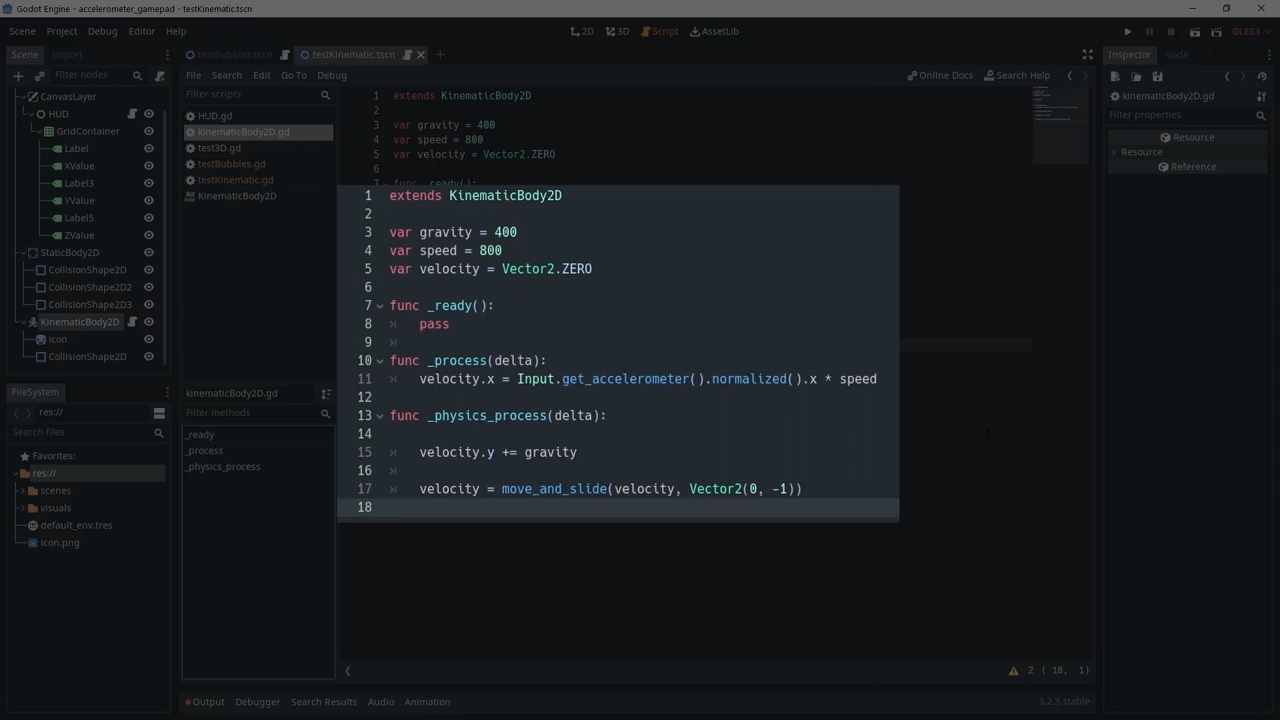 Godot Engine - accelerometer_gamepad - testKinematic.tscn
Scene Project Debug Editor Help
2D 3D Script AssetLib
GLES3
Scene Import
testBubbles.tscn testKinematic.tscn
Inspector Node
Filter nodes
File Search Edit Go To Debug
Online Docs Search Help
Filter scripts
kinematicBody2D.gd
Filter properties
Resource
Resource
Reference
CanvasLayer
HUD
GridContainer
Label
XValue
Label3
YValue
Label5
ZValue
StaticBody2D
CollisionShape2D
CollisionShape2D2
CollisionShape2D3
KinematicBody2D
icon
CollisionShape2D
HUD.gd
kinematicBody2D.gd
test3D.gd
testBubbles.gd
testKinematic.gd
KinematicBody2D
1 extends KinematicBody2D
2
3 var gravity = 400
4 var speed = 800
5 var velocity = Vector2.ZERO
7 func _ready():
1 extends KinematicBody2D
2
3 var gravity = 400
4 var speed = 800
5 var velocity = Vector2.ZERO
6
7 func _ready():
8 pass
9
10 func _process(delta):
11 velocity.x = Input.get_accelerometer().normalized().x * speed
12
13 func _physics_process(delta):
14
15 velocity.y += gravity
16
17 velocity = move_and_slide(velocity, Vector2(0, -1))
18
FileSystem
res://
Search files
Favorites:
res://
scenes
visuals
default_env.tres
icon.png
kinematicBody2D.gd
Filter methods
_ready
_process
_physics_process
2 ( 18, 1)
Output Debugger Search Results Audio Animation
3.2.3.stable